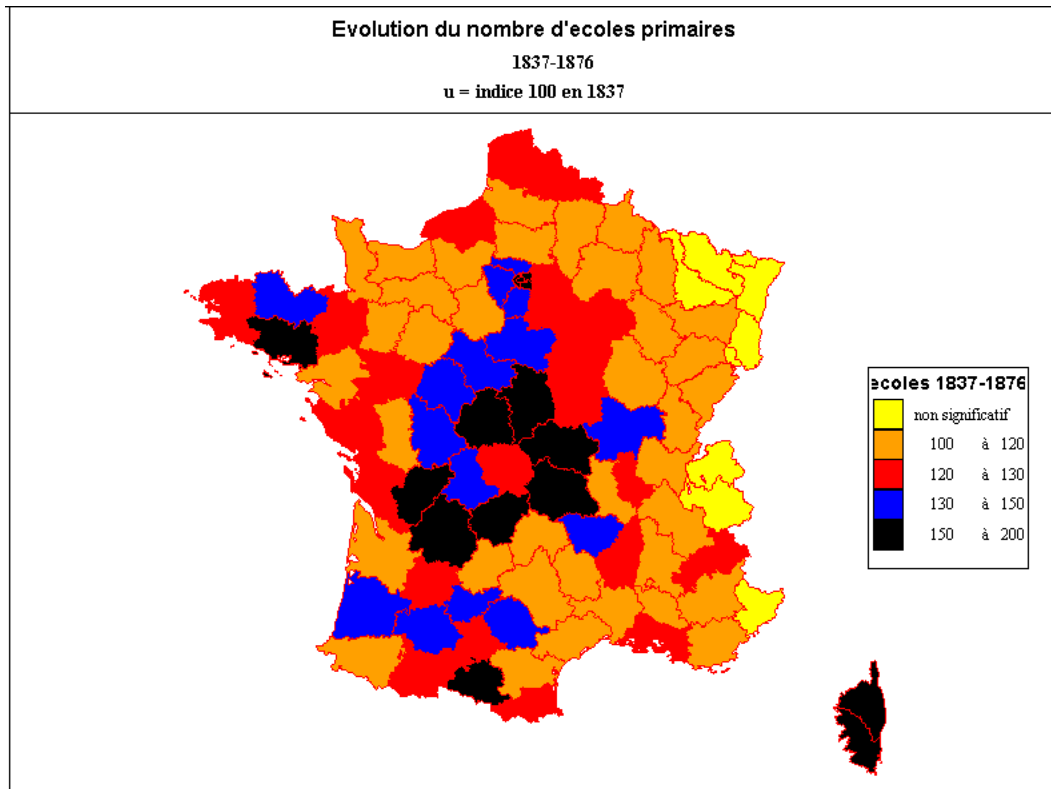 Evolution du nombre d'ecoles primaires
1837-1876
u = indice 100 en 1837
ecoles 1837-1876
non significatif
100 à 120
120 à 130
130 à 150
150 à 200